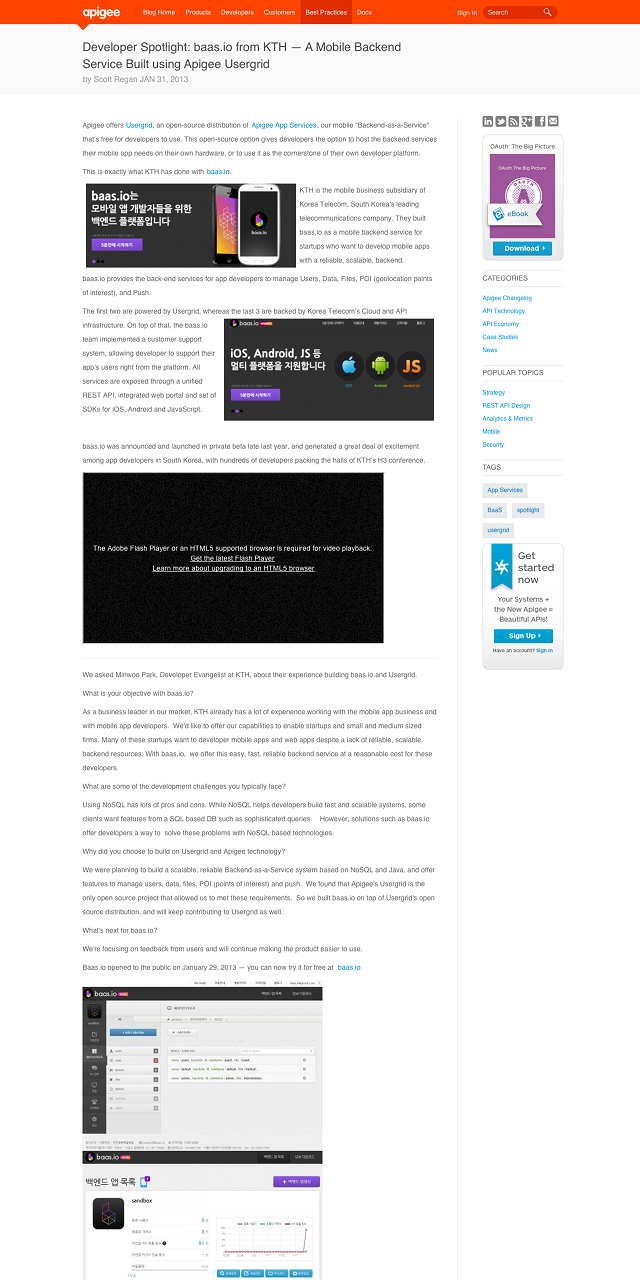 apigee
Blog Home
Products
Developers
Customers
Best Practices
Docs
Sign In
Search
Developer Spotlight: baas.io from KTH — A Mobile Backend
Service Built using Apigee Usergrid
by Scott Regan JAN 31, 2013
Apigee offers Usergrid, an open-source distribution of Apigee App Services, our mobile “Backend-as-a-Service”
that’s free for developers to use. This open-source option gives developers the option to host the backend services
their mobile app needs on their own hardware, or to use it as the cornerstone of their own developer platform.
This is exactly what KTH has done with baas.io.
baas.io는
모바일 앱 개발자들을 위한
백엔드 플랫폼입니다
5분만에 시작하기
baas.io
KTH is the mobile business subsidiary of
Korea Telecom, South Korea's leading
telecommunications company. They built
baas.io as a mobile backend service for
startups who want to develop mobile apps
with a reliable, scalable, backend.
baas.io provides the back-end services for app developers to manage Users, Data, Files, POI (geolocation points
of interest), and Push.
The first two are powered by Usergrid, whereas the last 3 are backed by Korea Telecom’s Cloud and API
infrastructure. On top of that, the baas.io
team implemented a customer support
system, allowing developer to support their
app’s users right from the platform. All
services are exposed through a unified
REST API, integrated web portal and set of
SDKs for iOS, Android and JavaScript.
baas.io
iOS, Android, JS 등
멀티 플랫폼을 지원합니다
5분만에 시작하기
JS
iOS
Android
Javascript
baas.io was announced and launched in private beta late last year, and generated a great deal of excitement
among app developers in South Korea, with hundreds of developers packing the halls of KTH’s H3 conference.
The Adobe Flash Player or an HTML5 supported browser is required for video playback.
Get the latest Flash Player
Learn more about upgrading to an HTML5 browser
We asked Minwoo Park, Developer Evangelist at KTH, about their experience building baas.io and Usergrid.
What is your objective with baas.io?
As a business leader in our market, KTH already has a lot of experience working with the mobile app business and
with mobile app developers. We'd like to offer our capabilities to enable startups and small and medium sized
firms. Many of these startups want to developer mobile apps and web apps despite a lack of reliable, scalable,
backend resources. With baas.io, we offer this easy, fast, reliable backend service at a reasonable cost for these
developers.
What are some of the development challenges you typically face?
Using NoSQL has lots of pros and cons. While NoSQL helps developers build fast and scalable systems, some
clients want features from a SQL based DB such as sophisticated queries. However, solutions such as baas.io
offer developers a way to solve these problems with NoSQL based technologies.
Why did you choose to build on Usergrid and Apigee technology?
We were planning to build a scalable, reliable Backend-as-a-Service system based on NoSQL and Java, and offer
features to manage users, data, files, POI (points of interest) and push. We found that Apigee's Usergrid is the
only open source project that allowed us to met these requirements. So we built baas.io on top of Usergrid's open
source distribution, and will keep contributing to Usergrid as well.
What's next for baas.io?
We're focusing on feedback from users and will continue making the product easier to use.
Baas.io opened to the public on January 29, 2013 — you can now try it for free at baas.io
baas.io
백엔드 앱 목록
sandbox
+ Add Collection
baas.io
백엔드 앱 목록
sandbox
OAuth: The Big Picture
OAuth The Big Picture
OAUTH
eBook
Download
CATEGORIES
Apigee Changelog
API Technology
API Economy
Case Studies
News
POPULAR TOPICS
Strategy
REST API Design
Analytics & Metrics
Mobile
Security
TAGS
App Services
BaaS
spotlight
usergrid
Get
started
now
Your Systems +
the New Apigee =
Beautiful APIs!
Sign Up
Have an account? Sign In